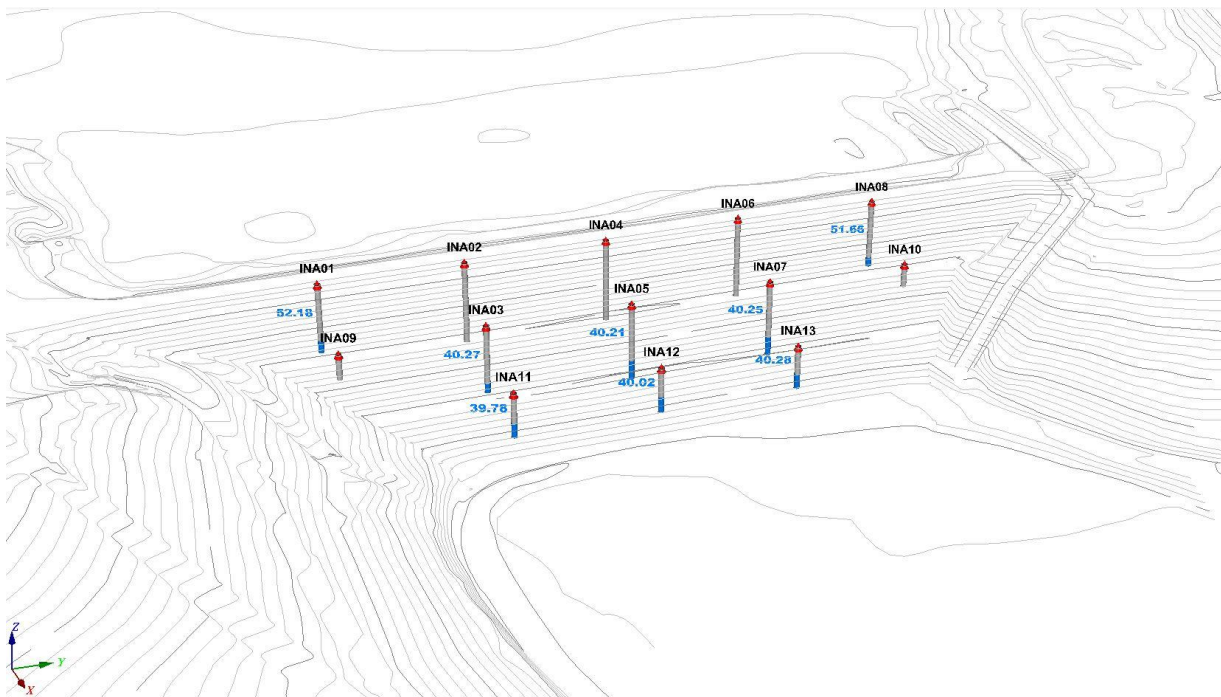 INA08
INA06
51.66
INA04
INA02
INA10
INA01
INA07
INA05
52.18
40.25
INA03
40.21
INA09
INA13
40.27
INA12
40.28
40.02
INA11
39.78
Z
Y
X